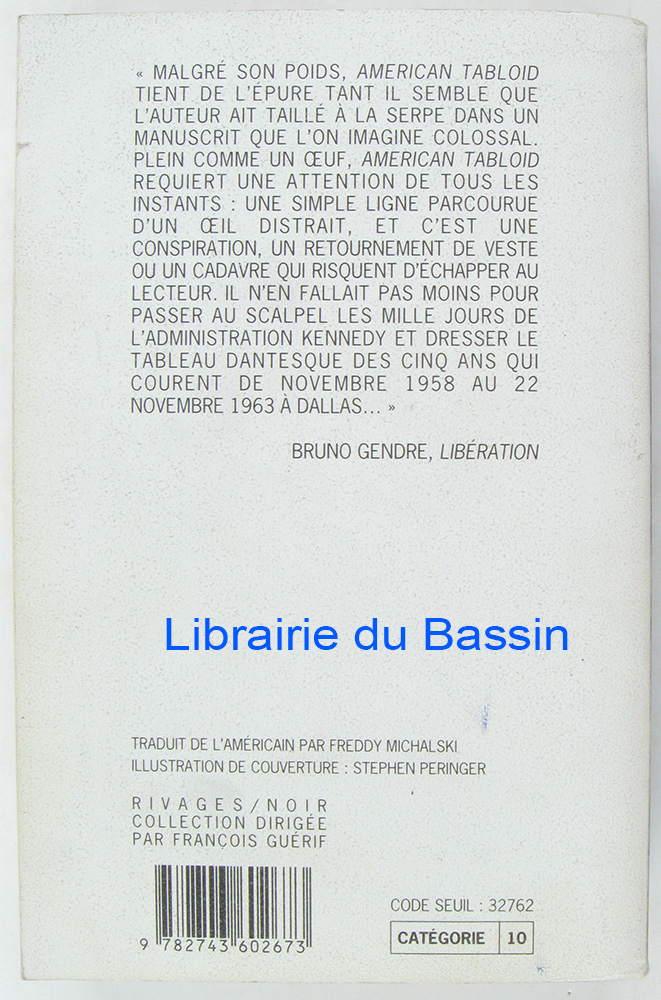 « MALGRÉ SON POIDS, AMERICAN TABLOID
TIENT DE L'ÉPURE TANT IL SEMBLE QUE
L'AUTEUR AIT TAILLÉ À LA SERPE DANS UN
MANUSCRIT QUE L'ON IMAGINE COLOSSAL.
PLEIN COMME UN ŒUF, AMERICAN TABLOID
REQUIERT UNE ATTENTION DE TOUS LES
INSTANTS : UNE SIMPLE LIGNE PARCOURUE
D'UN ŒIL DISTRAIT, ET C'EST UNE
CONSPIRATION, UN RETOURNEMENT DE VESTE
OU UN CADAVRE QUI RISQUENT D'ÉCHAPPER AU
LECTEUR. IL N'EN FALLAIT PAS MOINS POUR
PASSER AU SCALPEL LES MILLE JOURS DE
L'ADMINISTRATION KENNEDY ET DRESSER LE
TABLEAU DANTESQUE DES CINQ ANS QUI
COURENT DE NOVEMBRE 1958 AU 22
NOVEMBRE 1963 À DALLAS... »
BRUNO GENDRE, LIBÉRATION
Librairie du Bassin
TRADUIT DE L'AMÉRICAIN PAR FREDDY MICHALSKI
ILLUSTRATION DE COUVERTURE : STEPHEN PERINGER
RIVAGES/NOIR
COLLECTION DIRIGÉE
PAR FRANÇOIS GUÉRIF
CODE SEUIL : 32762
CATÉGORIE 10
9 782743 602673